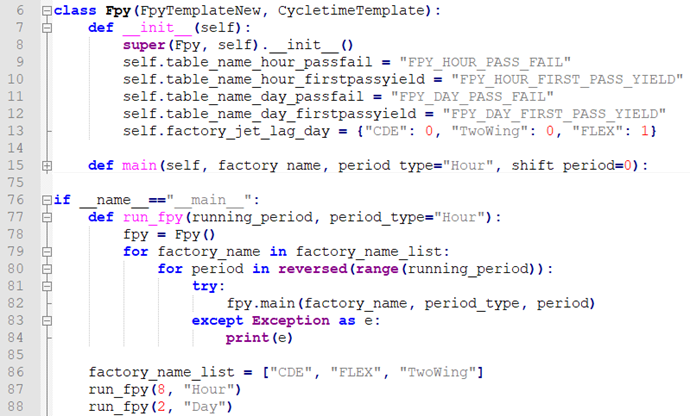 6 class Fpy(FpyTemplateNew, CycletimeTemplate):
7 def __init__(self):
8 super(Fpy, self).__init__()
9 self.table_name_hour_passfail = "FPY_HOUR_PASS_FAIL"
10 self.table_name_hour_firstpassyield = "FPY_HOUR_FIRST_PASS_YIELD"
11 self.table_name_day_passfail = "FPY_DAY_PASS_FAIL"
12 self.table_name_day_firstpassyield = "FPY_DAY_FIRST_PASS_YIELD"
13 self.factory_jet_lag_day = {"CDE": 0, "TwoWing": 0, "FLEX": 1}
14
15 def main(self, factory name, period type="Hour", shift period=0):
75
76 if __name__=="__main__":
77 def run_fpy(running_period, period_type="Hour"):
78 fpy = Fpy()
79 for factory_name in factory_name_list:
80 for period in reversed(range(running_period)):
81 try:
82 fpy.main(factory_name, period_type, period)
83 except Exception as e:
84 print(e)
85
86 factory_name_list = ["CDE", "FLEX", "TwoWing"]
87 run_fpy(8, "Hour")
88 run_fpy(2, "Day")